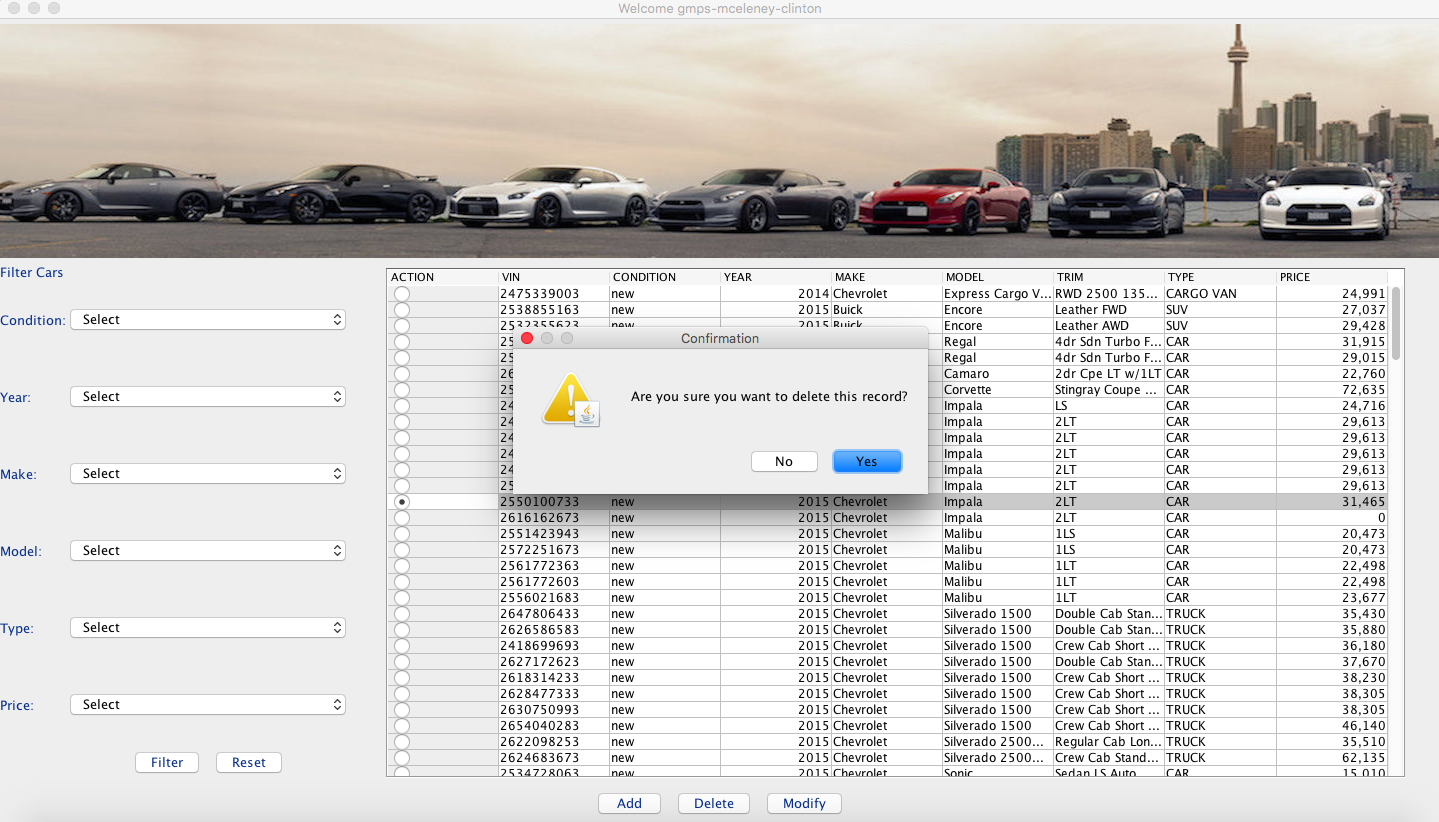 Welcome gmps-mceleney-clinton
Filter Cars
Condition: Select
Year: Select
Make: Select
Model: Select
Type: Select
Price: Select
Filter Reset
ACTION VIN CONDITION YEAR MAKE MODEL TRIM TYPE PRICE
2475339003 new 2014 Chevrolet Express Cargo V... RWD 2500 135... CARGO VAN 24,991
2538855163 new 2015 Buick Encore Leather FWD SUV 27,037
2532355623 new 2015 Buick Encore Leather AWD SUV 29,428
25 Regal 4dr Sdn Turbo F... CAR 31,915
25 Regal 4dr Sdn Turbo F... CAR 29,015
26 Camaro 2dr Cpe LT w/1LT CAR 22,760
25 Corvette Stingray Coupe ... CAR 72,635
24 Impala LS CAR 24,716
24 Impala 2LT CAR 29,613
24 Impala 2LT CAR 29,613
24 Impala 2LT CAR 29,613
24 Impala 2LT CAR 29,613
25 Impala 2LT CAR 29,613
2550100733 new 2015 Chevrolet Impala 2LT CAR 31,465
2616162673 new 2015 Chevrolet Impala 2LT CAR 0
2551423943 new 2015 Chevrolet Malibu 1LS CAR 20,473
2572251673 new 2015 Chevrolet Malibu 1LS CAR 20,473
2561772363 new 2015 Chevrolet Malibu 1LT CAR 22,498
2561772603 new 2015 Chevrolet Malibu 1LT CAR 22,498
2556021683 new 2015 Chevrolet Malibu 1LT CAR 23,677
2647806433 new 2015 Chevrolet Silverado 1500 Double Cab Stan... TRUCK 35,430
2626586583 new 2015 Chevrolet Silverado 1500 Double Cab Stan... TRUCK 35,880
2418699693 new 2015 Chevrolet Silverado 1500 Crew Cab Short ... TRUCK 36,180
2627172623 new 2015 Chevrolet Silverado 1500 Double Cab Stan... TRUCK 37,670
2618314233 new 2015 Chevrolet Silverado 1500 Crew Cab Short ... TRUCK 38,230
2628477333 new 2015 Chevrolet Silverado 1500 Crew Cab Short ... TRUCK 38,305
2630750993 new 2015 Chevrolet Silverado 1500 Crew Cab Short ... TRUCK 38,305
2654040283 new 2015 Chevrolet Silverado 1500 Crew Cab Short ... TRUCK 46,140
2622098253 new 2015 Chevrolet Silverado 2500... Regular Cab Lon... TRUCK 35,510
2624683673 new 2015 Chevrolet Silverado 2500... Crew Cab Stand... TRUCK 62,135
2534728063 new 2015 Chevrolet Sonic Sedan LS Auto CAR 15,010
Confirmation
Are you sure you want to delete this record?
No Yes
Add Delete Modify